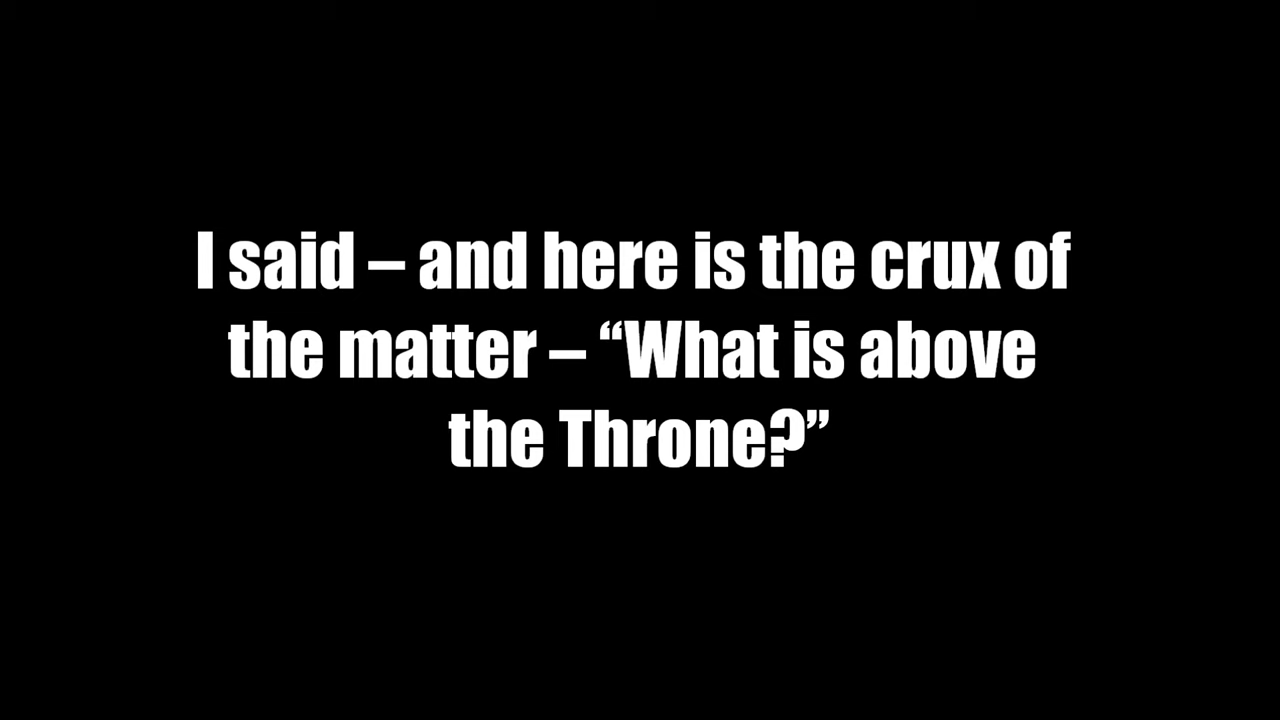 I said – and here is the crux of
the matter – “What is above
the Throne?”